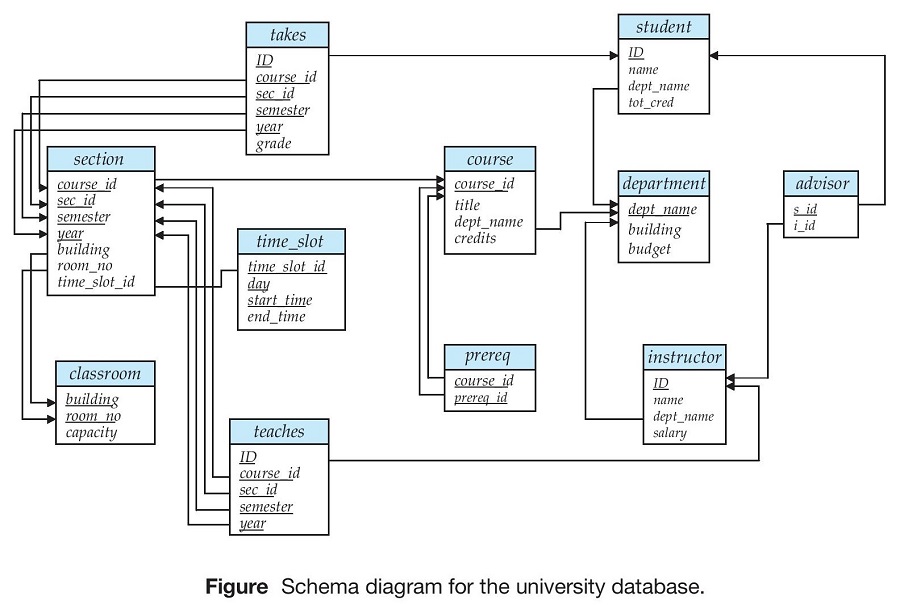 takes
ID
course_id
sec_id
semester
year
grade
student
ID
name
dept_name
tot_cred
section
course_id
sec_id
semester
year
building
room_no
time_slot_id
time_slot
time_slot_id
day
start_time
end_time
course
course_id
title
dept_name
credits
department
dept_name
building
budget
advisor
s_id
i_id
classroom
building
room_no
capacity
prereq
course_id
prereq_id
instructor
ID
name
dept_name
salary
teaches
ID
course_id
sec_id
semester
year
Figure Schema diagram for the university database.